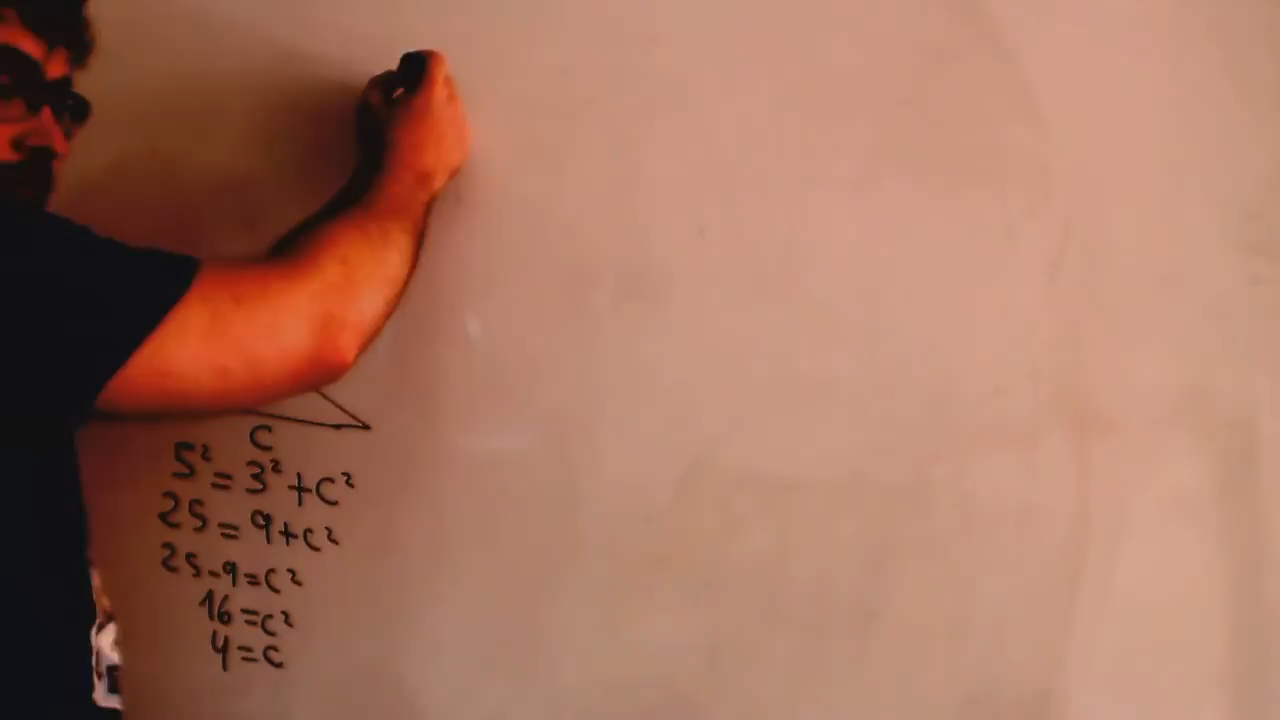 C
5² = 3² + C²
25 = 9 + C²
25 - 9 = C²
16 = C²
4 = C